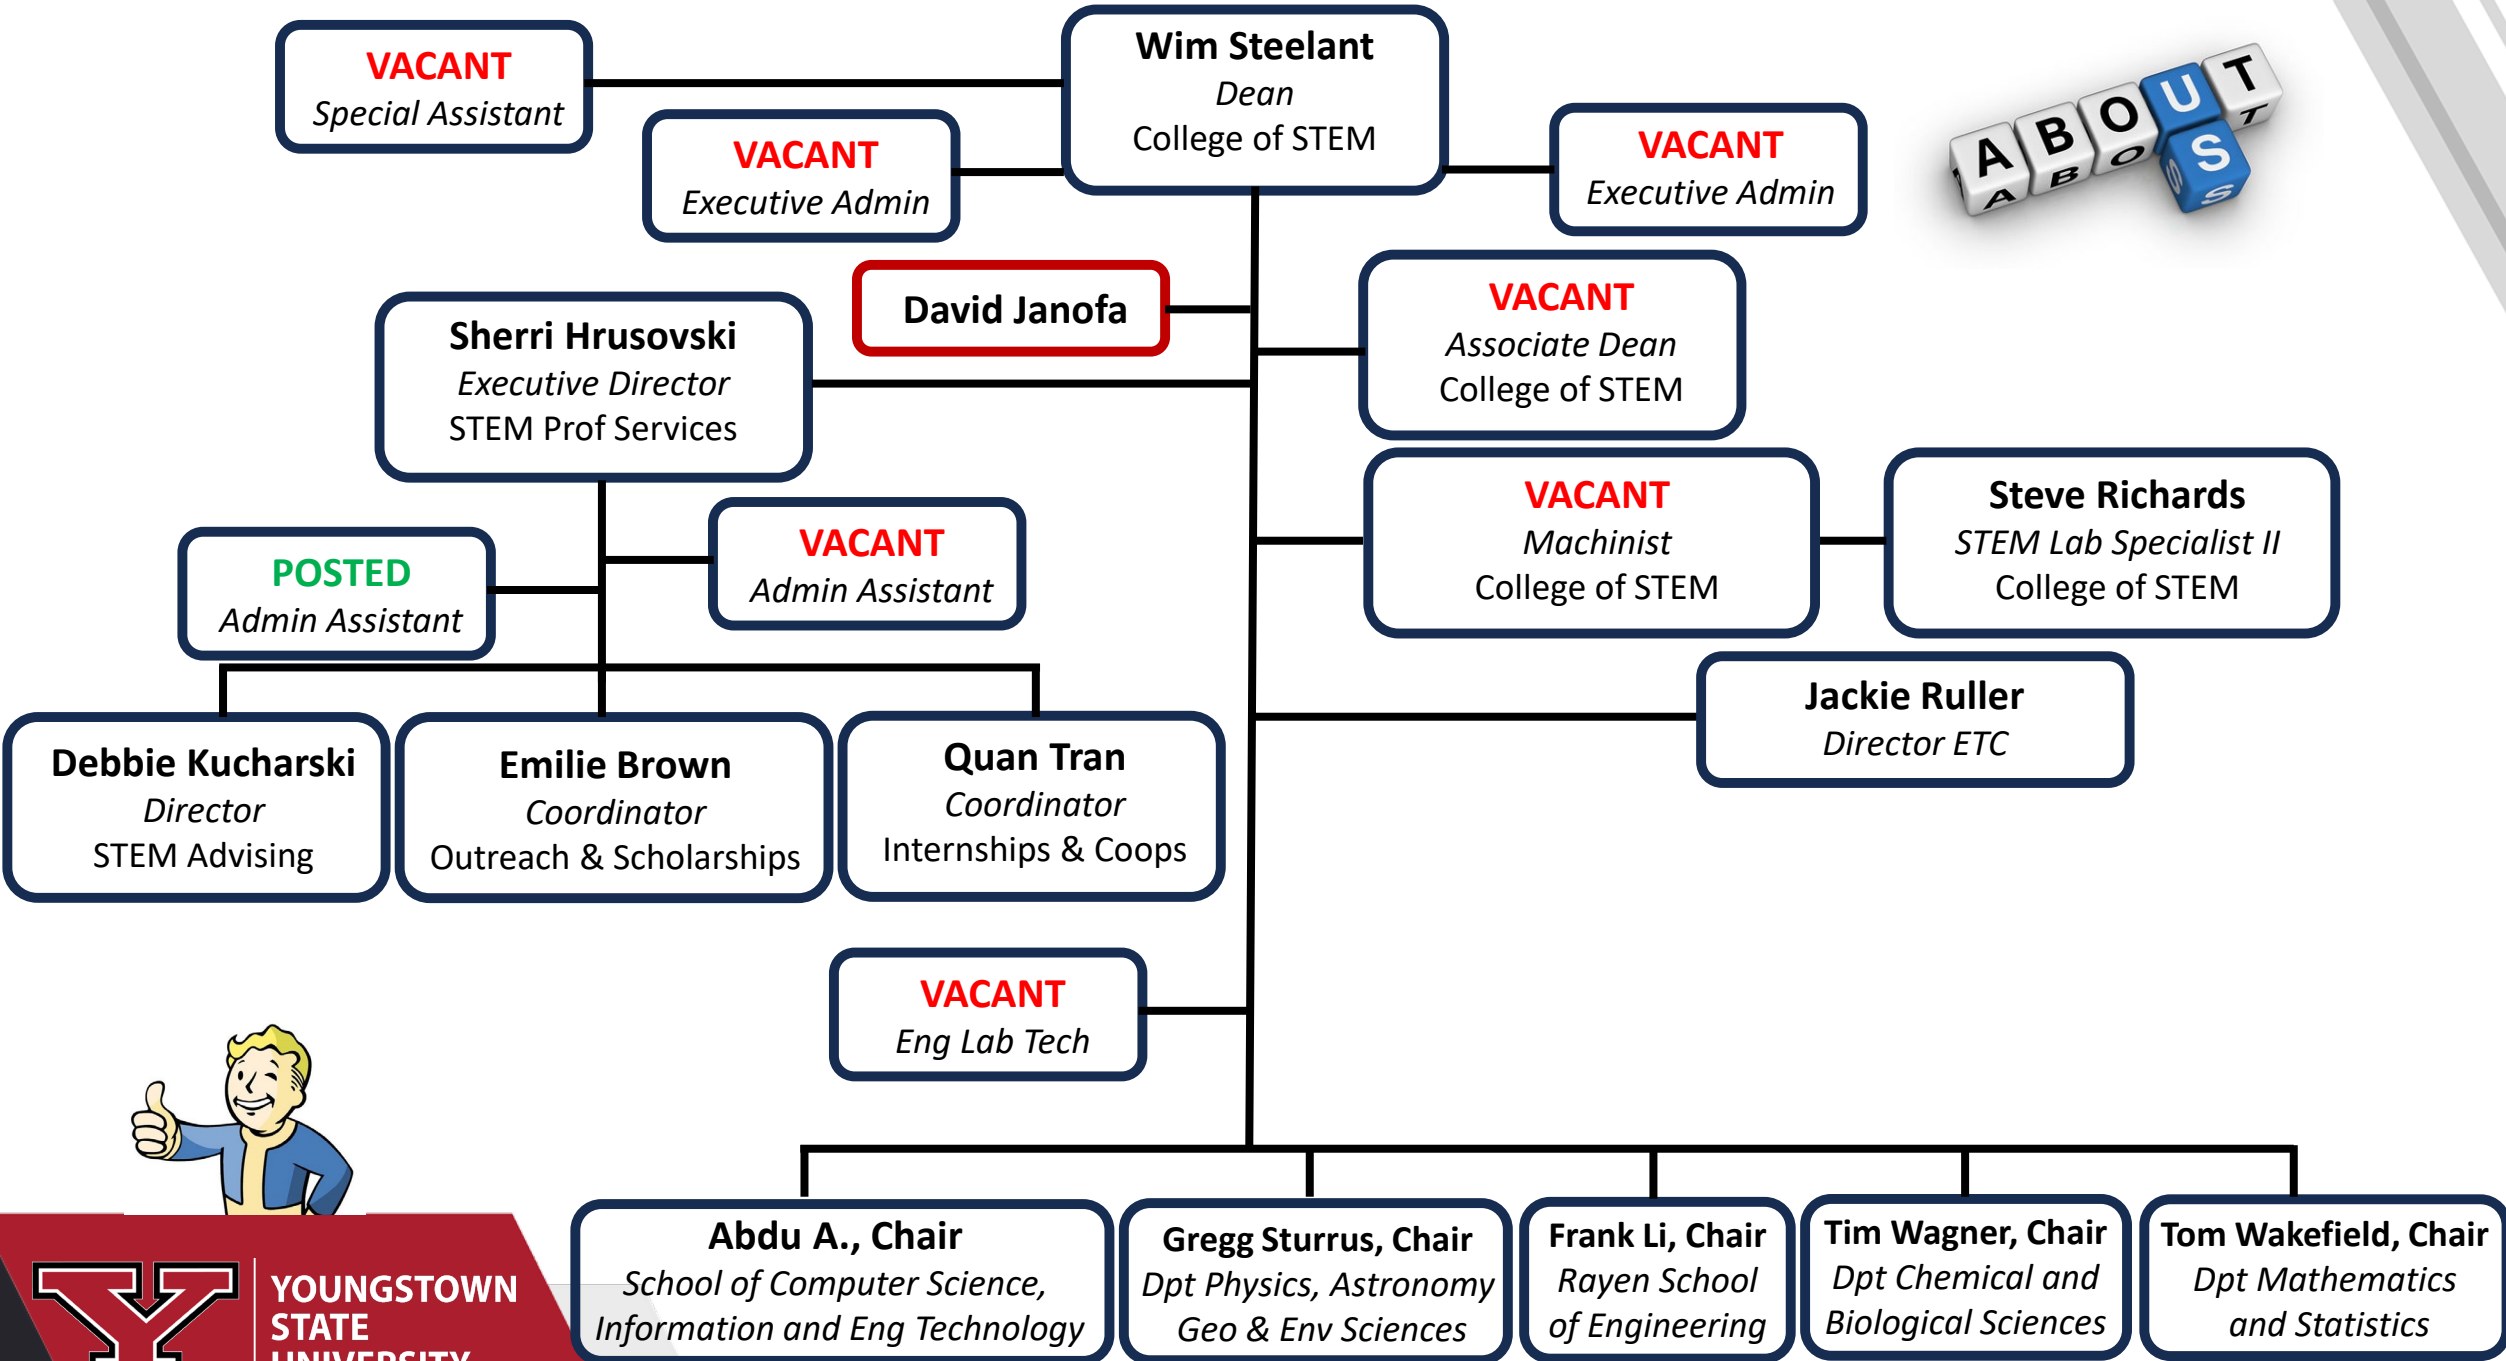 VACANT
Special Assistant
Wim Steelant
Dean
College of STEM
VACANT
Executive Admin
VACANT
Executive Admin
A B O U T
A B O S T
S
S
David Janofa
Sherri Hrusovski
Executive Director
STEM Prof Services
VACANT
Associate Dean
College of STEM
POSTED
Admin Assistant
VACANT
Admin Assistant
VACANT
Machinist
College of STEM
Steve Richards
STEM Lab Specialist II
College of STEM
Jackie Ruller
Director ETC
Debbie Kucharski
Director
STEM Advising
Emilie Brown
Coordinator
Outreach & Scholarships
Quan Tran
Coordinator
Internships & Coops
VACANT
Eng Lab Tech
Abdu A., Chair
School of Computer Science,
Information and Eng Technology
Gregg Sturrus, Chair
Dpt Physics, Astronomy
Geo & Env Sciences
Frank Li, Chair
Rayen School
of Engineering
Tim Wagner, Chair
Dpt Chemical and
Biological Sciences
Tom Wakefield, Chair
Dpt Mathematics
and Statistics
Y
YOUNGSTOWN
STATE
UNIVERSITY